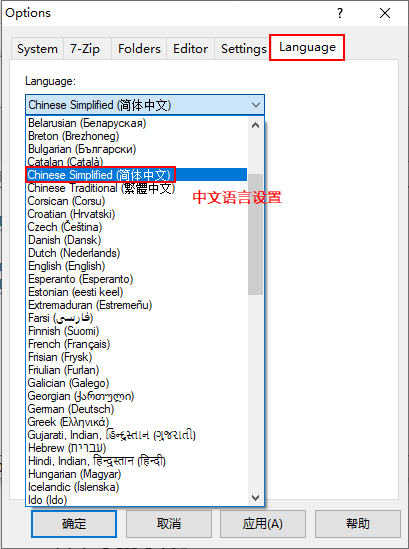 Options
System 7-Zip Folders Editor Settings Language
Language:
Chinese Simplified (简体中文)
Belarusian (Беларуская)
Breton (Brezhoneg)
Bulgarian (Български)
Catalan (Català)
Chinese Simplified (简体中文)
Chinese Traditional (繁體中文)
中文语言设置
Corsican (Corsu)
Croatian (Hrvatski)
Czech (Čeština)
Danish (Dansk)
Dutch (Nederlands)
English (English)
Esperanto (Esperanto)
Estonian (eesti keel)
Extremaduran (Estremeñu)
Farsi (فارسی)
Finnish (Suomi)
French (Français)
Frisian (Frysk)
Friulian (Furlan)
Galician (Galego)
Georgian (ქართული)
German (Deutsch)
Greek (Ελληνικά)
Gujarati, Indian, હિન્દુસ્તાન (ગુજરાતી)
Hebrew (עברית)
Hindi, Indian, हिन्दुस्तान (हिन्दी)
Hungarian (Magyar)
Icelandic (Íslenska)
Ido (Ido)
确定 取消 应用(A) 帮助